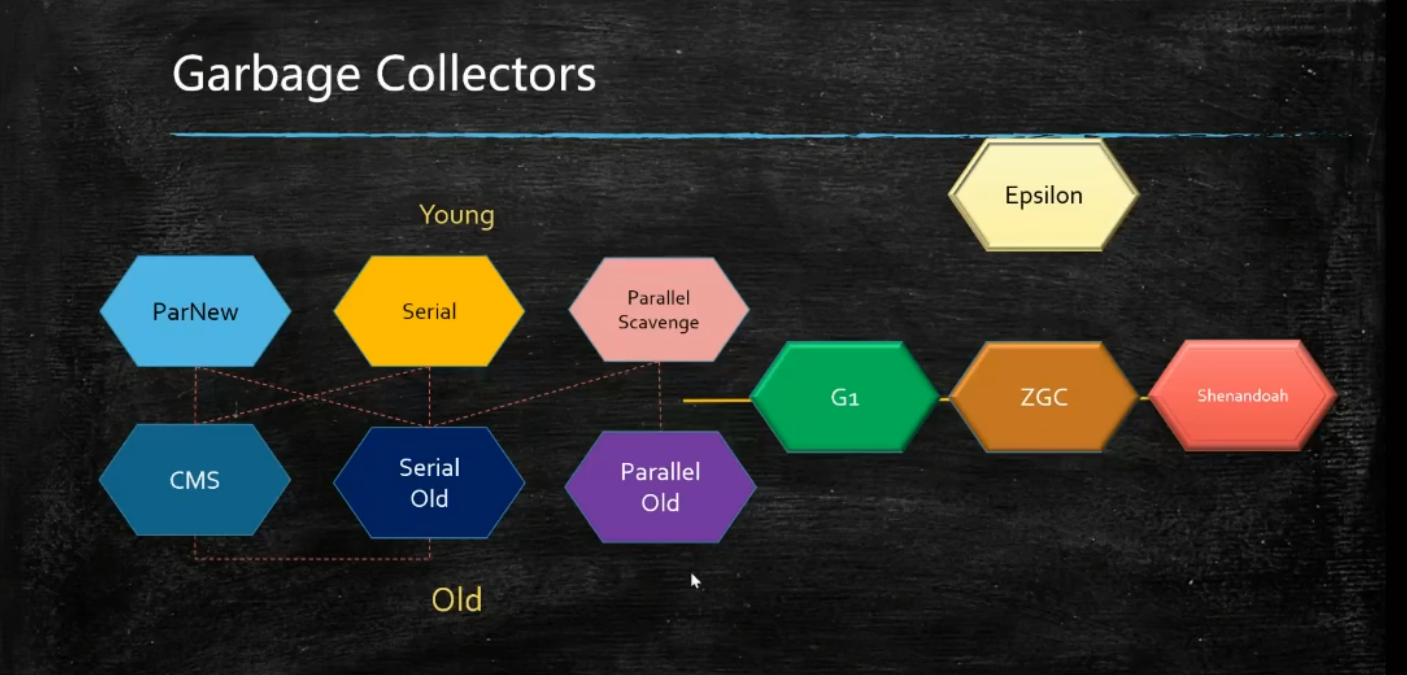 Garbage Collectors
Epsilon
Young
ParNew
Serial
Parallel
Scavenge
G1
ZGC
Shenandoah
CMS
Serial
Old
Parallel
Old
Old